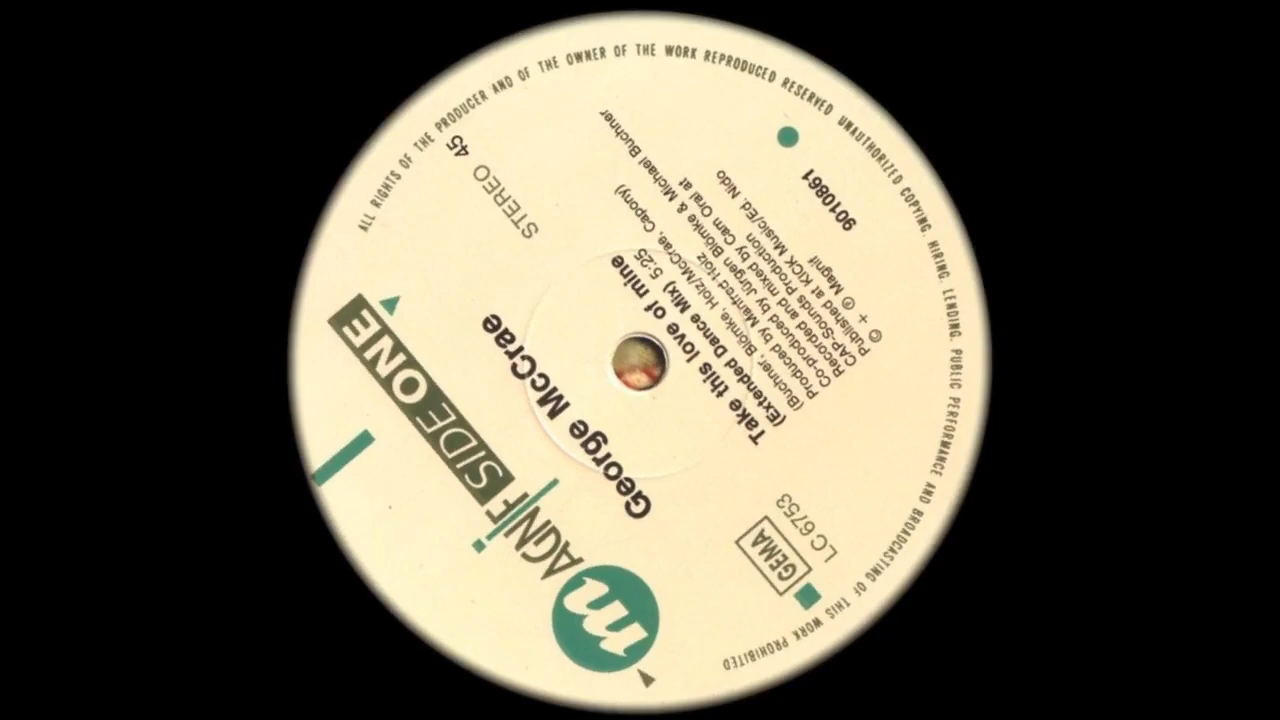 ALL RIGHTS OF THE PRODUCER AND OF THE OWNER OF THE WORK REPRODUCED RESERVED UNAUTHORIZED COPYING. HIRING. LENDING. PUBLIC PERFORMANCE AND BROADCASTING OF THIS WORK PROHIBITED
m
AGNIF SIDE ONE
STEREO 45
George McCrae
Take this love of mine
(Extended Dance Mix) 5:25
(Buchner, Blömke, Holz/McCrae, Capony)
Produced by Manfred Holz
Co-produced by Jürgen Blömke & Michael Buchner
Recorded and mixed by Cam Oral at
CAP-Sounds Production
Published at KICK Music/Ed. Nido
© + ℗ Magnif
GEMA
LC 6753
9010861